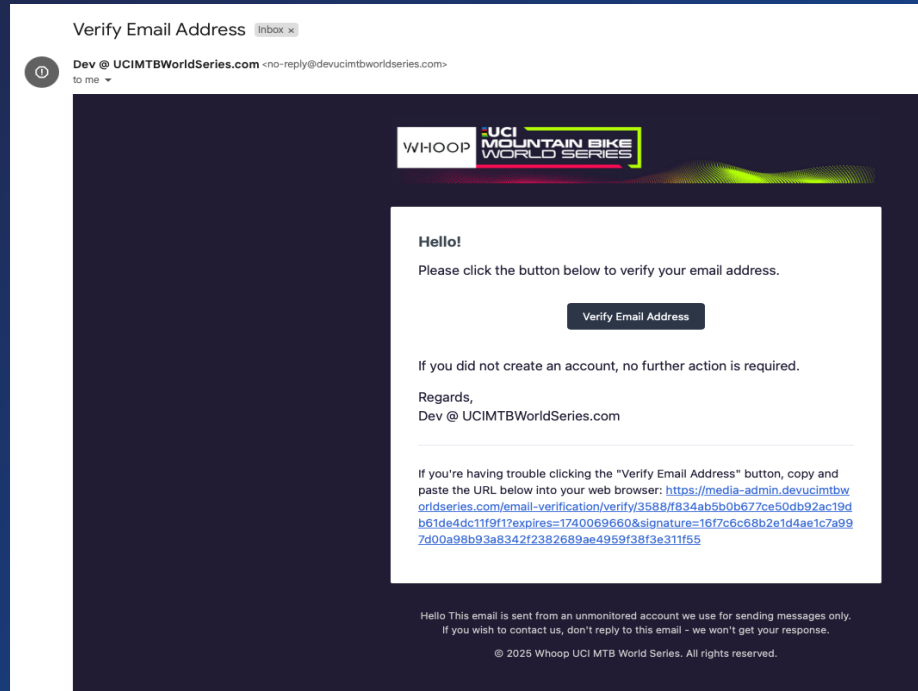 Verify Email Address Inbox ×
Dev @ UCIMTBWorldSeries.com <no-reply@devucimtbworldseries.com>
to me
WHOOP UCI
MOUNTAIN BIKE
WORLD SERIES
Hello!
Please click the button below to verify your email address.
Verify Email Address
If you did not create an account, no further action is required.
Regards,
Dev @ UCIMTBWorldSeries.com
If you're having trouble clicking the "Verify Email Address" button, copy and
paste the URL below into your web browser: https://media-admin.devucimtbw
orldseries.com/email-verification/verify/3588/f834ab5b0b677ce50db92ac19d
b61de4dc11f9f1?expires=1740069660&signature=16f7c6c68b2e1d4ae1c7a99
7d00a98b93a8342f2382689ae4959f38f3e311f55
Hello This email is sent from an unmonitored account we use for sending messages only.
If you wish to contact us, don't reply to this email - we won't get your response.
© 2025 Whoop UCI MTB World Series. All rights reserved.